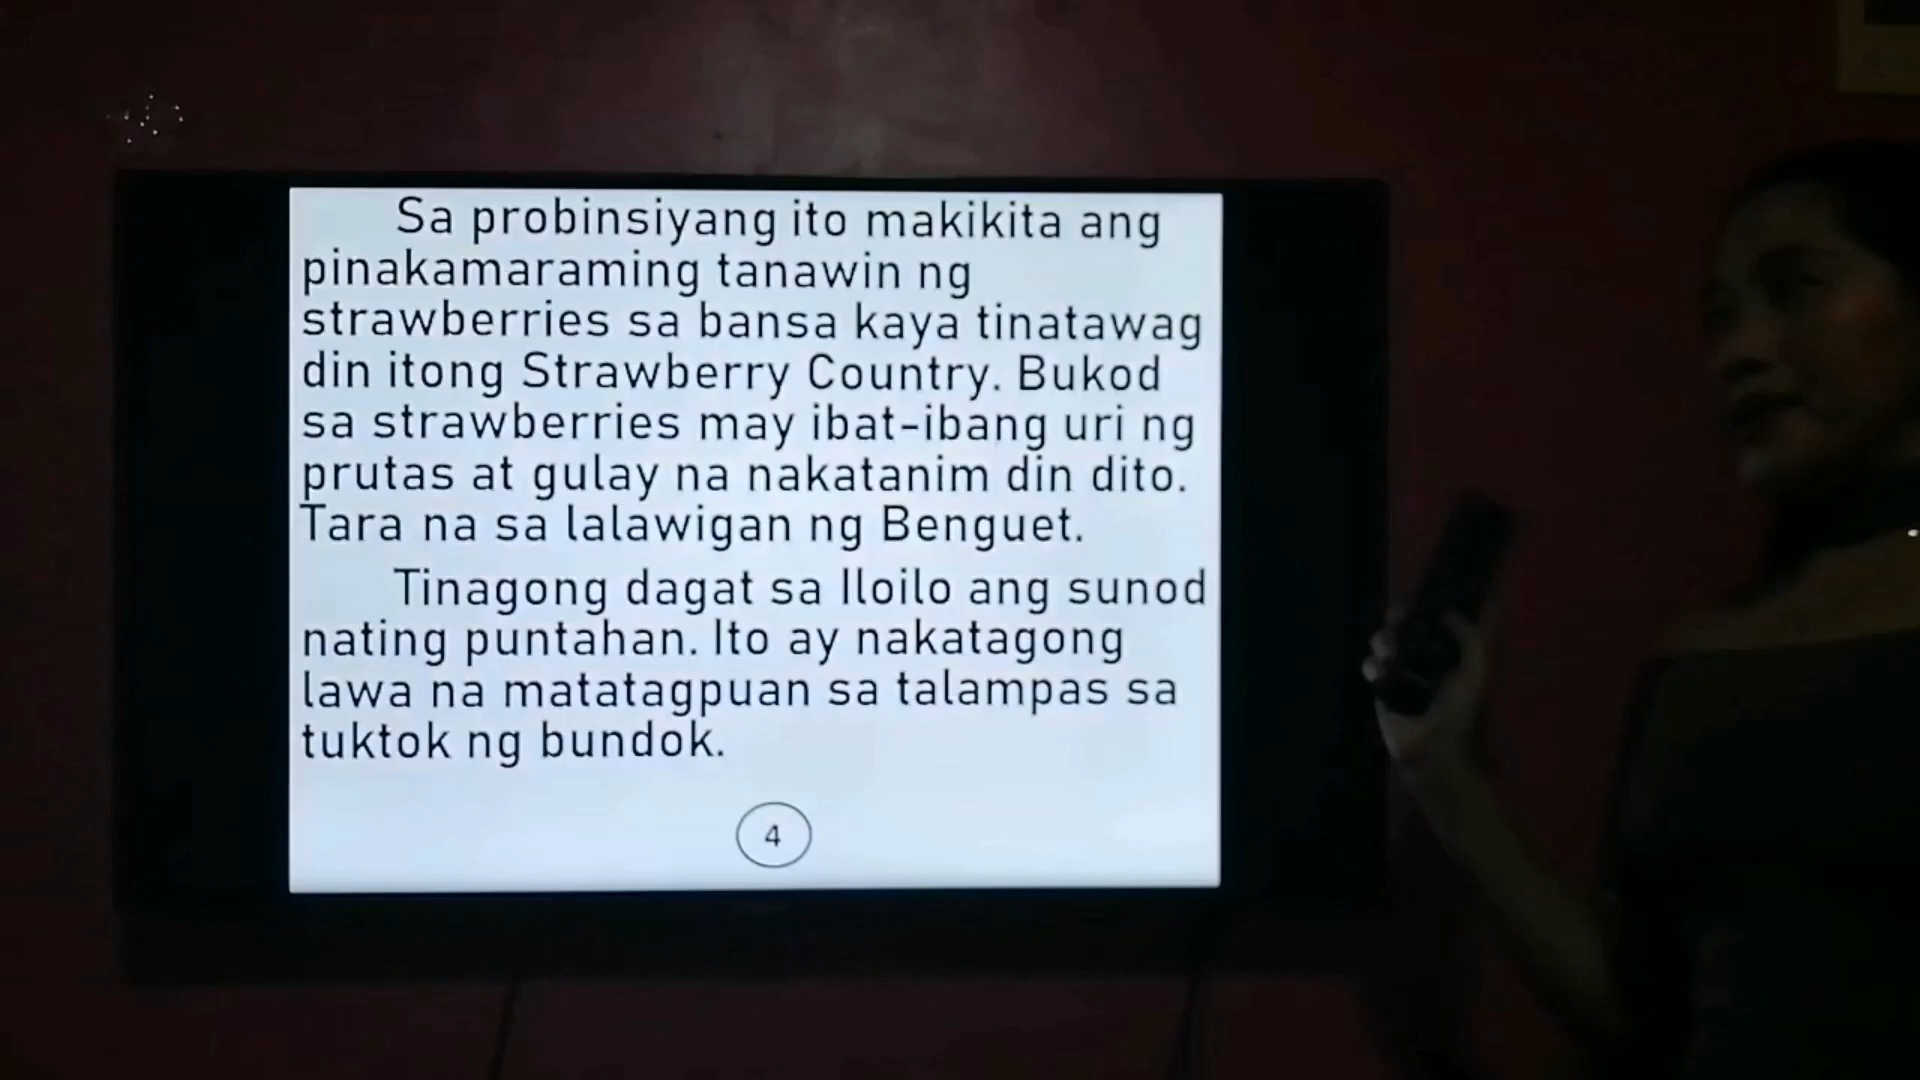 Sa probinsiyang ito makikita ang
pinakamaraming tanawin ng
strawberries sa bansa kaya tinatawag
din itong Strawberry Country. Bukod
sa strawberries may ibat-ibang uri ng
prutas at gulay na nakatanim din dito.
Tara na sa lalawigan ng Benguet.
Tinagong dagat sa Iloilo ang sunod
nating puntahan. Ito ay nakatagong
lawa na matatagpuan sa talampas sa
tuktok ng bundok.
4